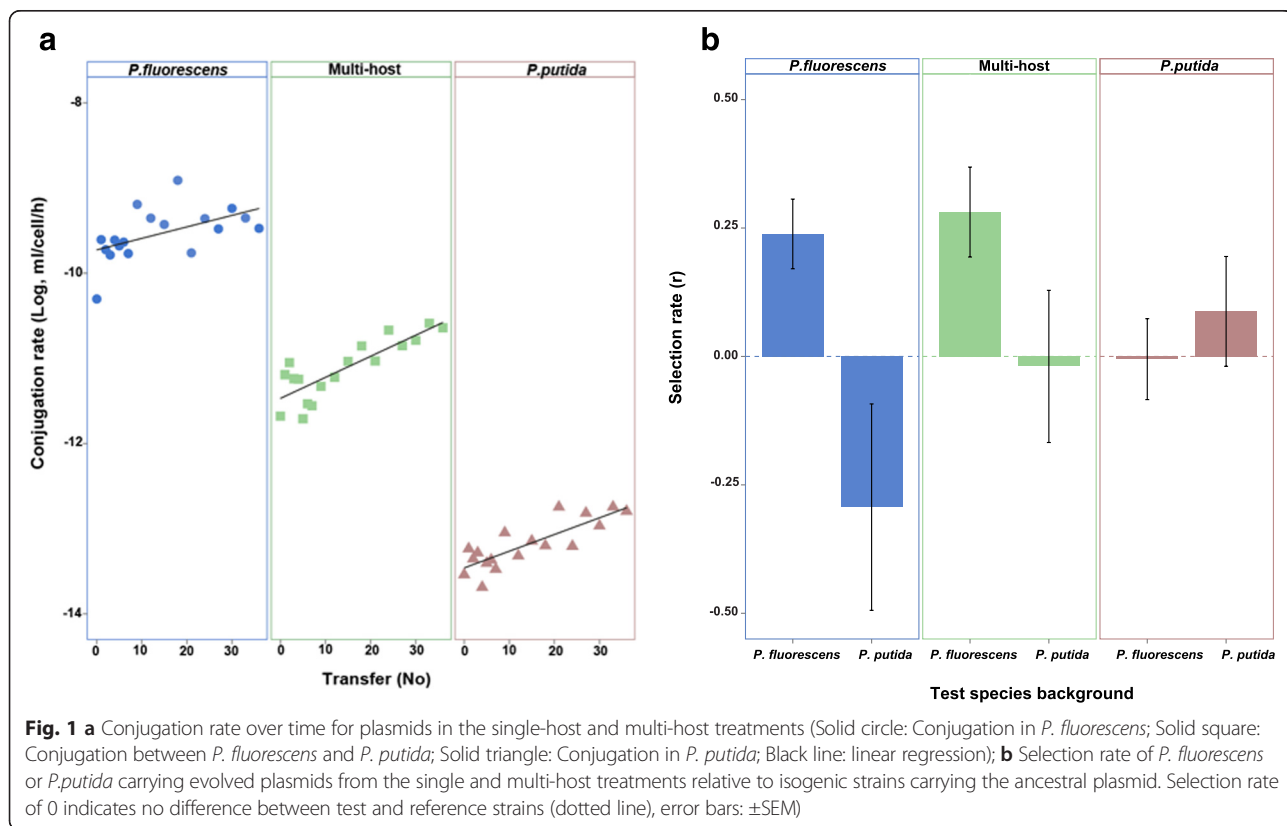 a
P.fluorescens
Multi-host
P.putida
-8
-10
-12
-14
Conjugation rate (Log, ml/cell/h)
0 10 20 30 0 10 20 30 0 10 20 30
Transfer (No)
b
P.fluorescens
Multi-host
P.putida
0.50
0.25
0.00
-0.25
-0.50
Selection rate (r)
P. fluorescens P. putida P. fluorescens P. putida P. fluorescens P. putida
Test species background
Fig. 1 a Conjugation rate over time for plasmids in the single-host and multi-host treatments (Solid circle: Conjugation in P. fluorescens; Solid square:
Conjugation between P. fluorescens and P. putida; Solid triangle: Conjugation in P. putida; Black line: linear regression); b Selection rate of P. fluorescens
or P.putida carrying evolved plasmids from the single and multi-host treatments relative to isogenic strains carrying the ancestral plasmid. Selection rate
of 0 indicates no difference between test and reference strains (dotted line), error bars: ±SEM)